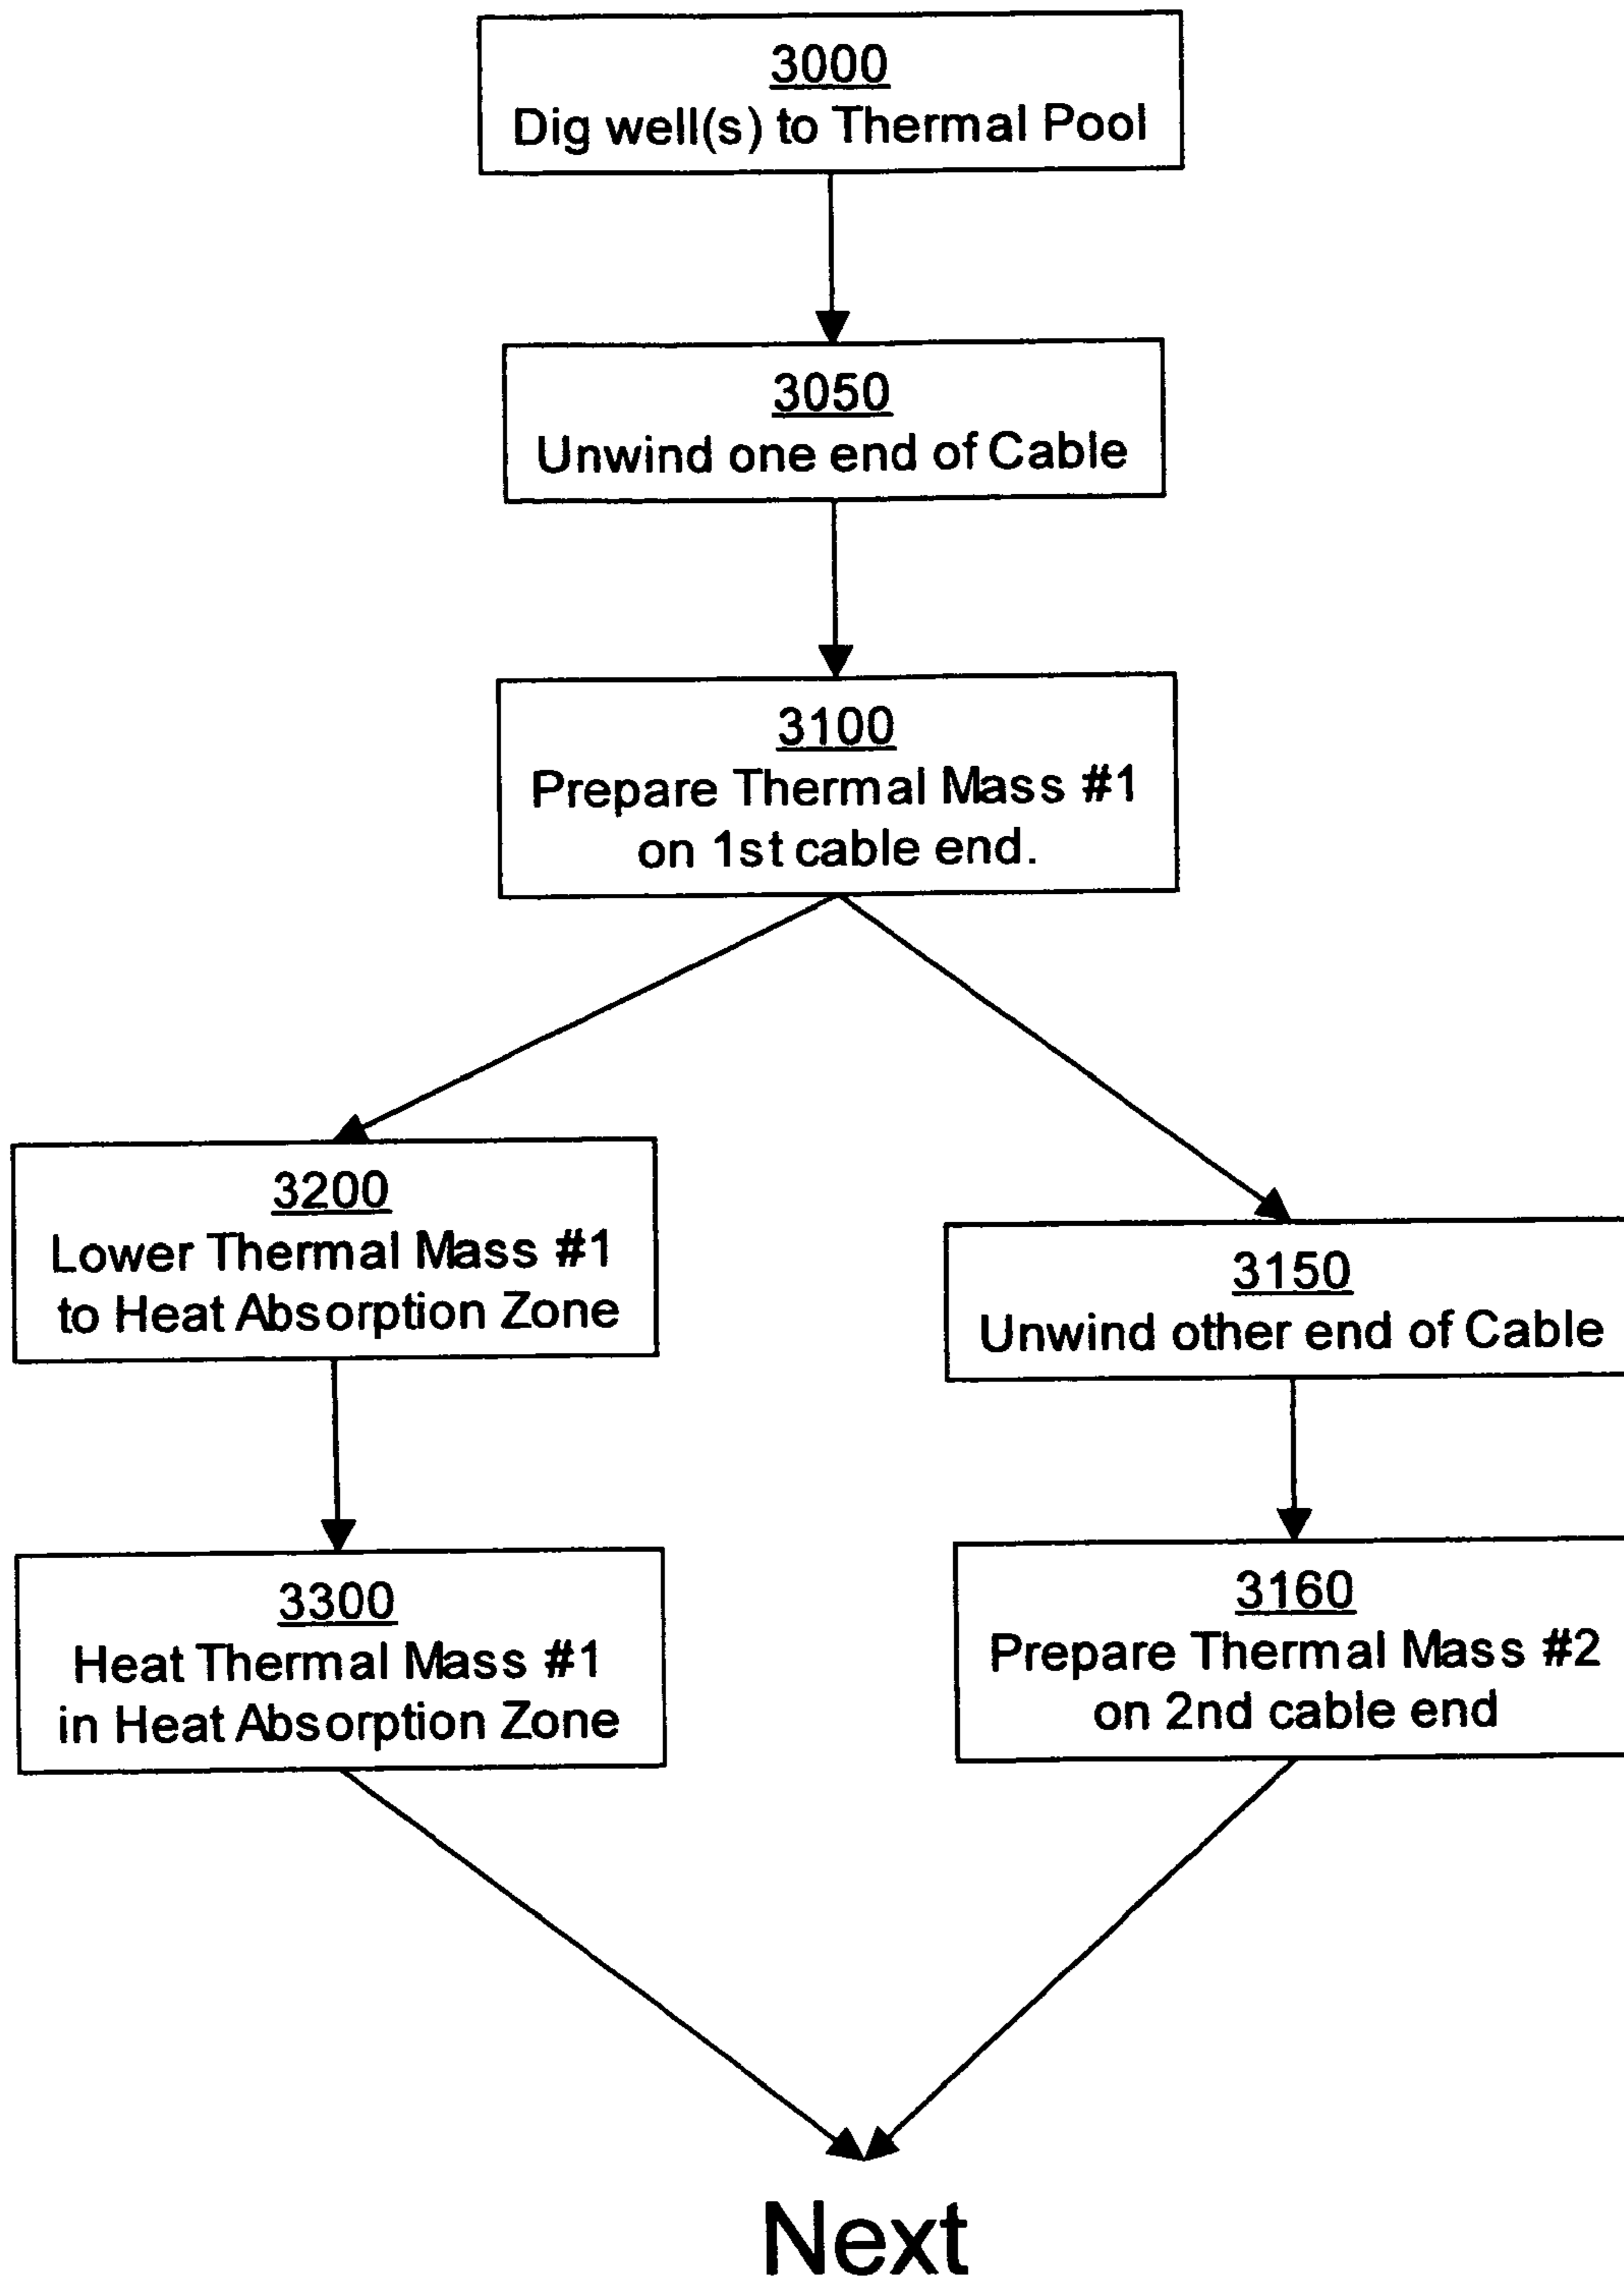 3000
Dig well(s) to Thermal Pool
3050
Unwind one end of Cable
3100
Prepare Thermal Mass #1
on 1st cable end.
3200
Lower Thermal Mass #1
to Heat Absorption Zone
3150
Unwind other end of Cable
3300
Heat Thermal Mass #1
in Heat Absorption Zone
3160
Prepare Thermal Mass #2
on 2nd cable end
Next